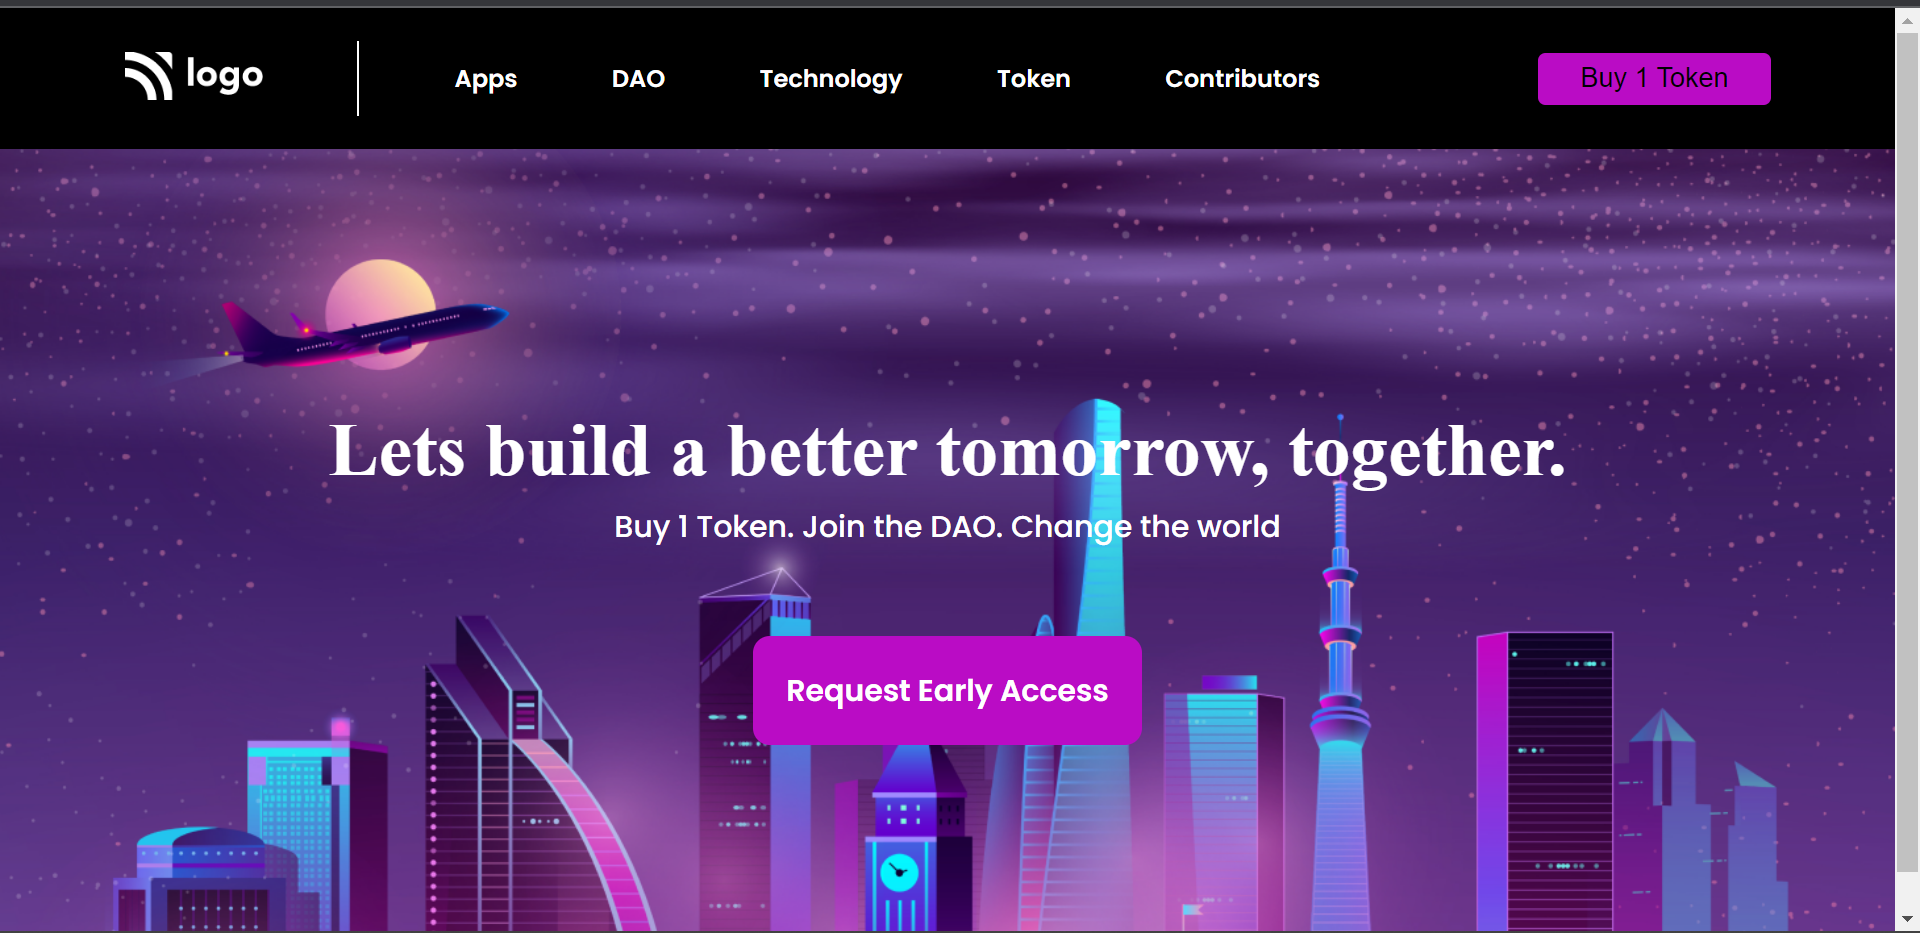 logo
Apps DAO Technology Token Contributors
Buy 1 Token
Lets build a better tomorrow, together.
Buy 1 Token. Join the DAO. Change the world
Request Early Access